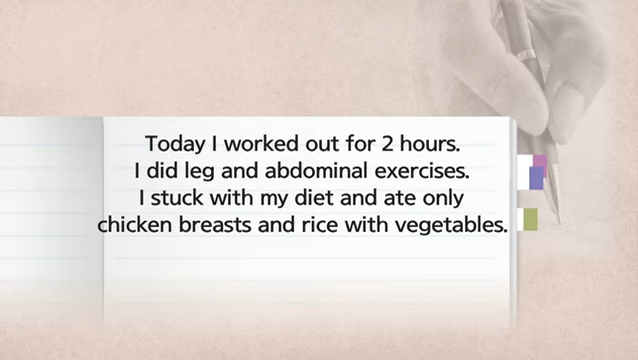 Today I worked out for 2 hours.
I did leg and abdominal exercises.
I stuck with my diet and ate only
chicken breasts and rice with vegetables.